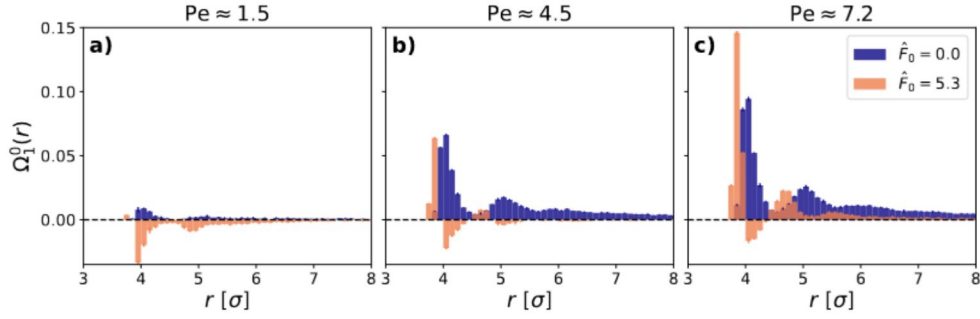 Pe ≈ 1.5
Pe ≈ 4.5
Pe ≈ 7.2
a)
b)
c)
F̂₀ = 0.0
F̂₀ = 5.3
0.15
0.10
0.05
0.00
Ω₁⁰(r)
3 4 5 6 7 8
3 4 5 6 7 8
3 4 5 6 7 8
r [σ]
r [σ]
r [σ]